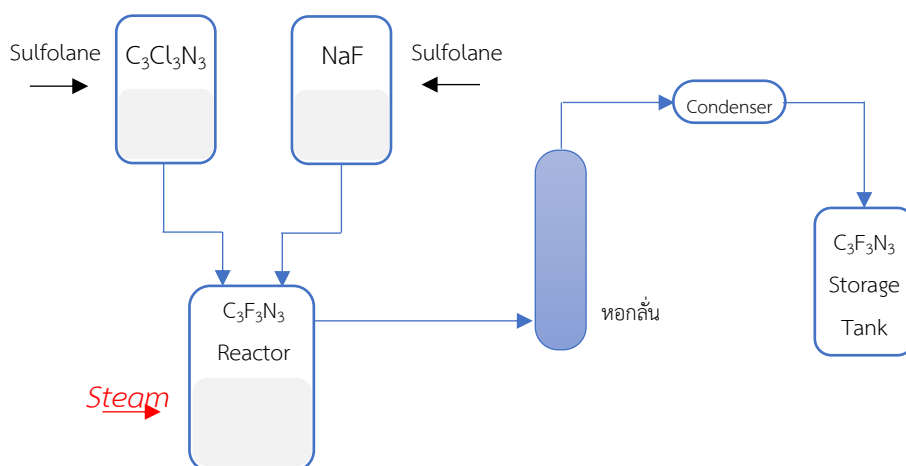 Sulfolane
C₃Cl₃N₃
NaF
Sulfolane
Condenser
C₃F₃N₃
Reactor
Steam
หอกลั่น
C₃F₃N₃
Storage
Tank